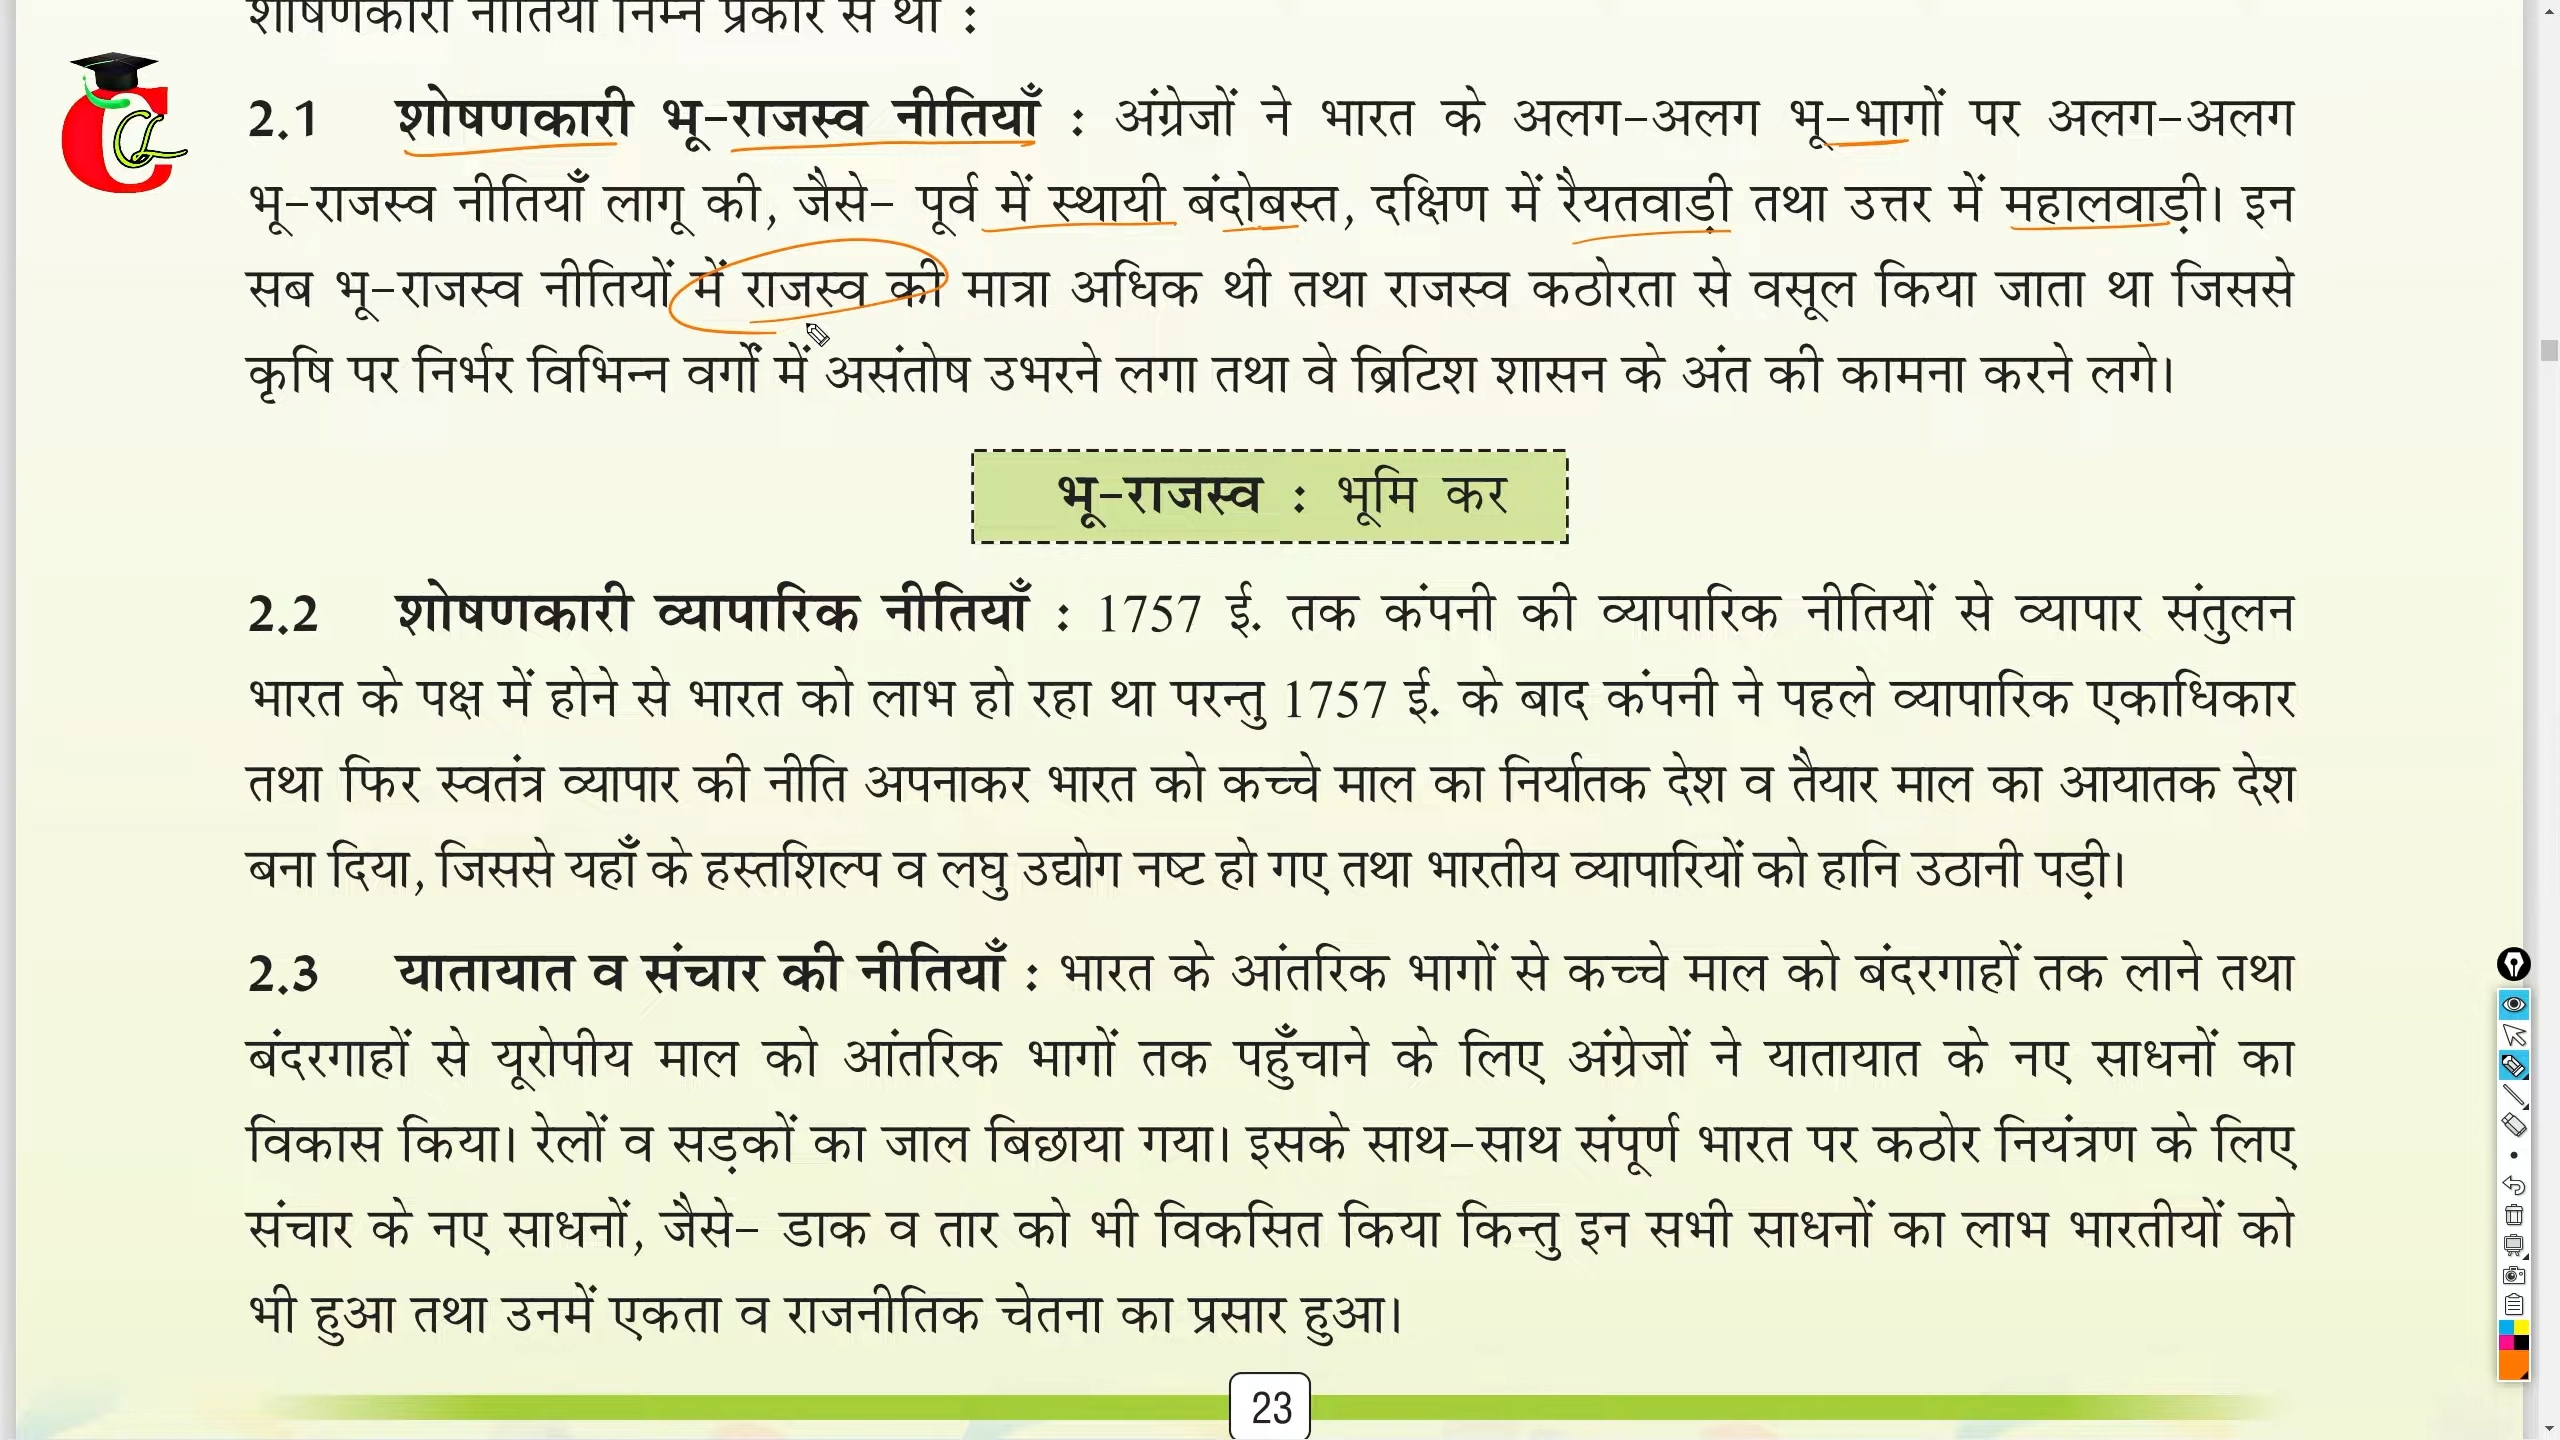 शोषणकारी नीतियाँ निम्न प्रकार से थी :
2.1 शोषणकारी भू-राजस्व नीतियाँ : अंग्रेजों ने भारत के अलग-अलग भू-भागों पर अलग-अलग
भू-राजस्व नीतियाँ लागू की, जैसे- पूर्व में स्थायी बंदोबस्त, दक्षिण में रैयतवाड़ी तथा उत्तर में महालवाड़ी। इन
सब भू-राजस्व नीतियों में राजस्व की मात्रा अधिक थी तथा राजस्व कठोरता से वसूल किया जाता था जिससे
कृषि पर निर्भर विभिन्न वर्गों में असंतोष उभरने लगा तथा वे ब्रिटिश शासन के अंत की कामना करने लगे।
भू-राजस्व : भूमि कर
2.2 शोषणकारी व्यापारिक नीतियाँ : 1757 ई. तक कंपनी की व्यापारिक नीतियों से व्यापार संतुलन
भारत के पक्ष में होने से भारत को लाभ हो रहा था परन्तु 1757 ई. के बाद कंपनी ने पहले व्यापारिक एकाधिकार
तथा फिर स्वतंत्र व्यापार की नीति अपनाकर भारत को कच्चे माल का निर्यातक देश व तैयार माल का आयातक देश
बना दिया, जिससे यहाँ के हस्तशिल्प व लघु उद्योग नष्ट हो गए तथा भारतीय व्यापारियों को हानि उठानी पड़ी।
2.3 यातायात व संचार की नीतियाँ : भारत के आंतरिक भागों से कच्चे माल को बंदरगाहों तक लाने तथा
बंदरगाहों से यूरोपीय माल को आंतरिक भागों तक पहुँचाने के लिए अंग्रेजों ने यातायात के नए साधनों का
विकास किया। रेलों व सड़कों का जाल बिछाया गया। इसके साथ-साथ संपूर्ण भारत पर कठोर नियंत्रण के लिए
संचार के नए साधनों, जैसे- डाक व तार को भी विकसित किया किन्तु इन सभी साधनों का लाभ भारतीयों को
भी हुआ तथा उनमें एकता व राजनीतिक चेतना का प्रसार हुआ।
23